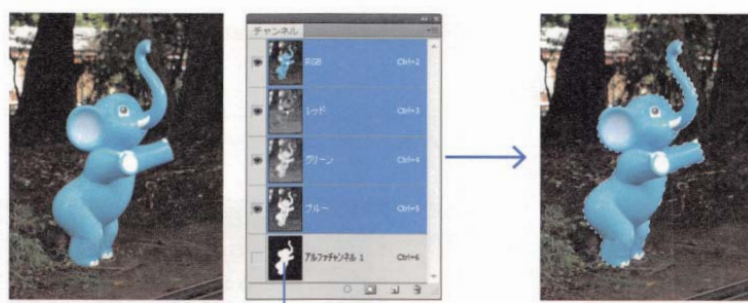 チャンネル
RGB Ctrl+2
レッド Ctrl+3
グリーン Ctrl+4
ブルー Ctrl+5
アルファチャンネル 1 Ctrl+6